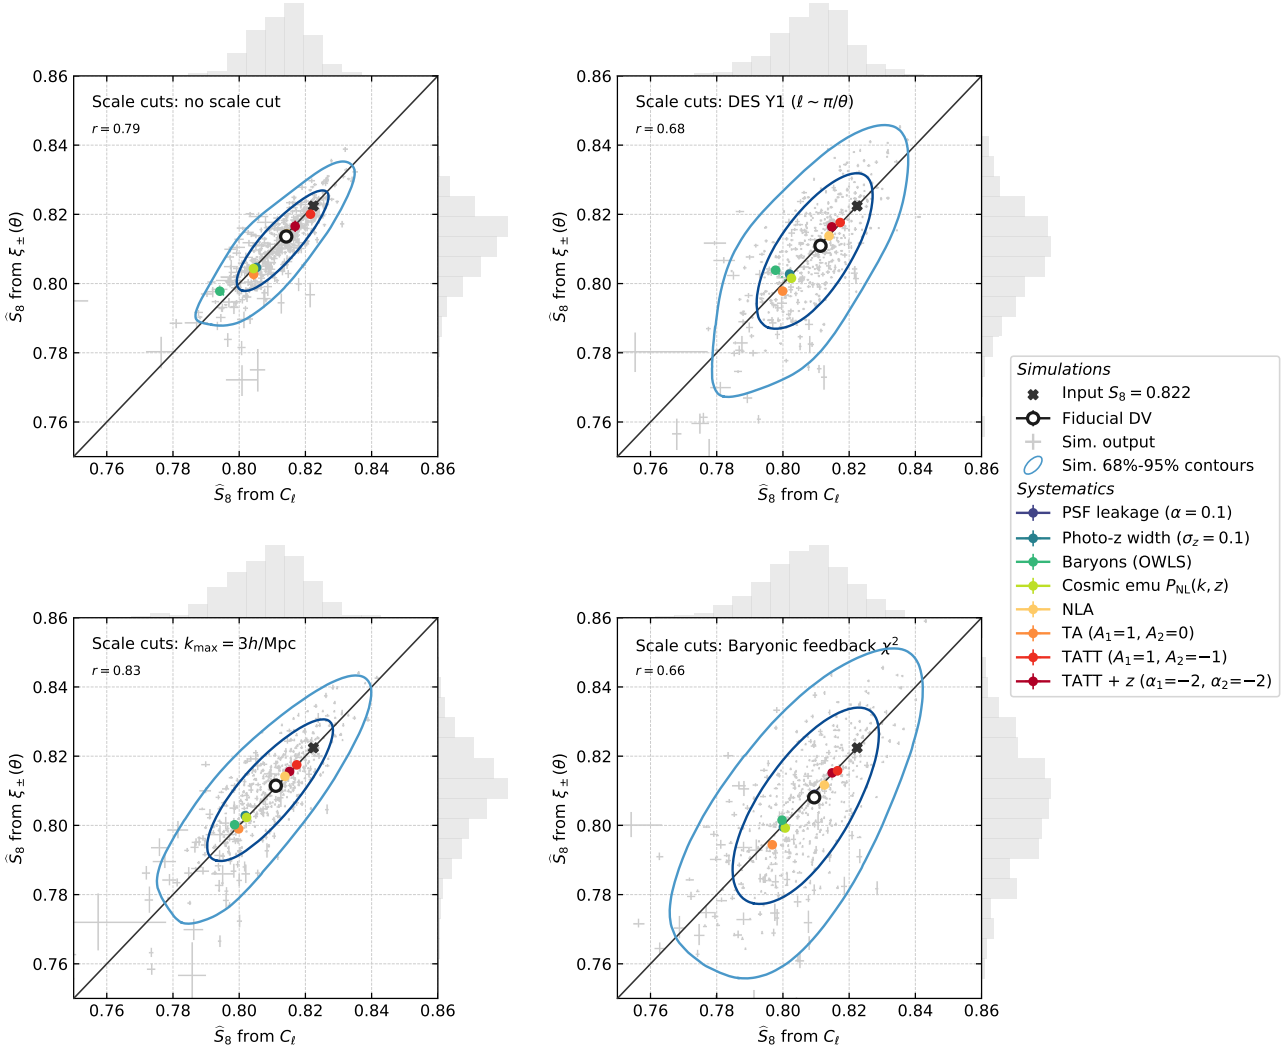 0.86
0.84
0.82
0.80
0.78
0.76
Scale cuts: no scale cut
r = 0.79
0.76 0.78 0.80 0.82 0.84 0.86
Ŝ₈ from Cℓ
Ŝ₈ from ξ±(θ)
0.86
0.84
0.82
0.80
0.78
0.76
Scale cuts: DES Y1 (ℓ ∼ π/θ)
r = 0.68
0.76 0.78 0.80 0.82 0.84 0.86
Ŝ₈ from Cℓ
Ŝ₈ from ξ±(θ)
Simulations
Input S₈ = 0.822
Fiducial DV
Sim. output
Sim. 68%-95% contours
Systematics
PSF leakage (α = 0.1)
Photo-z width (σ_z = 0.1)
Baryons (OWLS)
Cosmic emu P_NL(k, z)
NLA
TA (A₁=1, A₂=0)
TATT (A₁=1, A₂=−1)
TATT + z (α₁=−2, α₂=−2)
0.86
0.84
0.82
0.80
0.78
0.76
Scale cuts: k_max = 3h/Mpc
r = 0.83
0.76 0.78 0.80 0.82 0.84 0.86
Ŝ₈ from Cℓ
Ŝ₈ from ξ±(θ)
0.86
0.84
0.82
0.80
0.78
0.76
Scale cuts: Baryonic feedback χ²
r = 0.66
0.76 0.78 0.80 0.82 0.84 0.86
Ŝ₈ from Cℓ
Ŝ₈ from ξ±(θ)